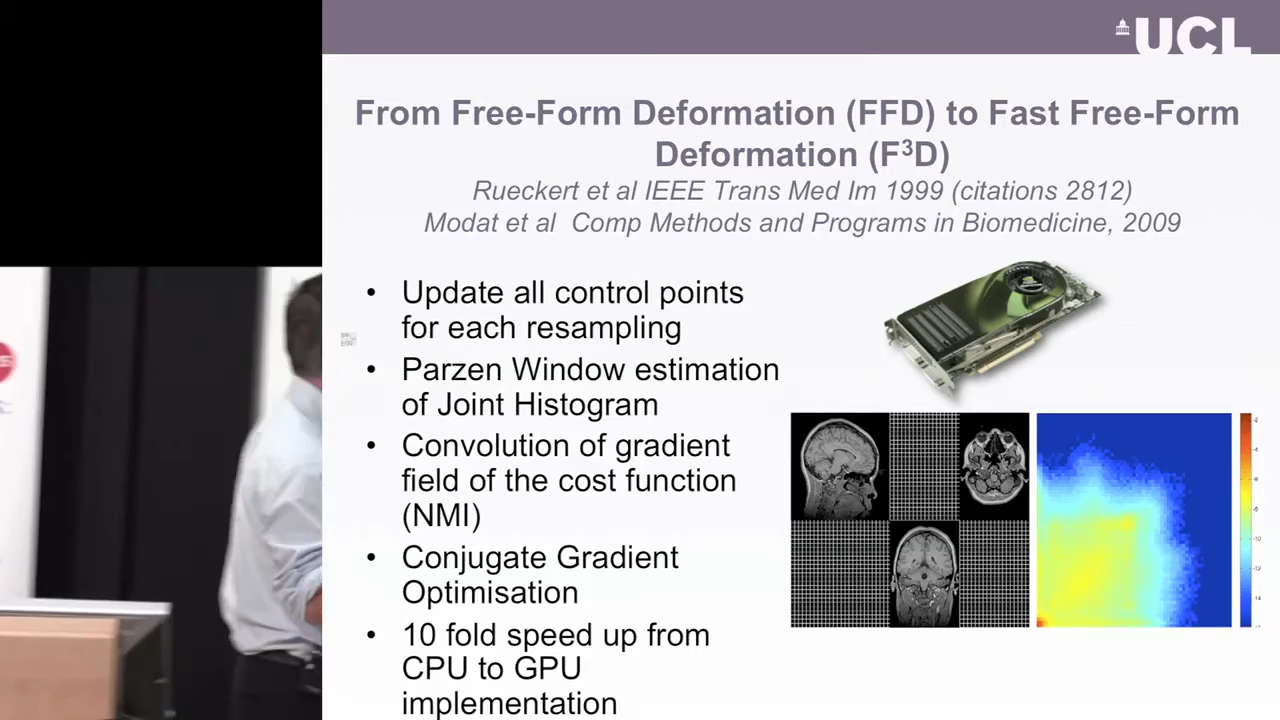 UCL
From Free-Form Deformation (FFD) to Fast Free-Form
Deformation (F³D)
Rueckert et al IEEE Trans Med Im 1999 (citations 2812)
Modat et al Comp Methods and Programs in Biomedicine, 2009
• Update all control points
for each resampling
• Parzen Window estimation
of Joint Histogram
• Convolution of gradient
field of the cost function
(NMI)
• Conjugate Gradient
Optimisation
• 10 fold speed up from
CPU to GPU
implementation